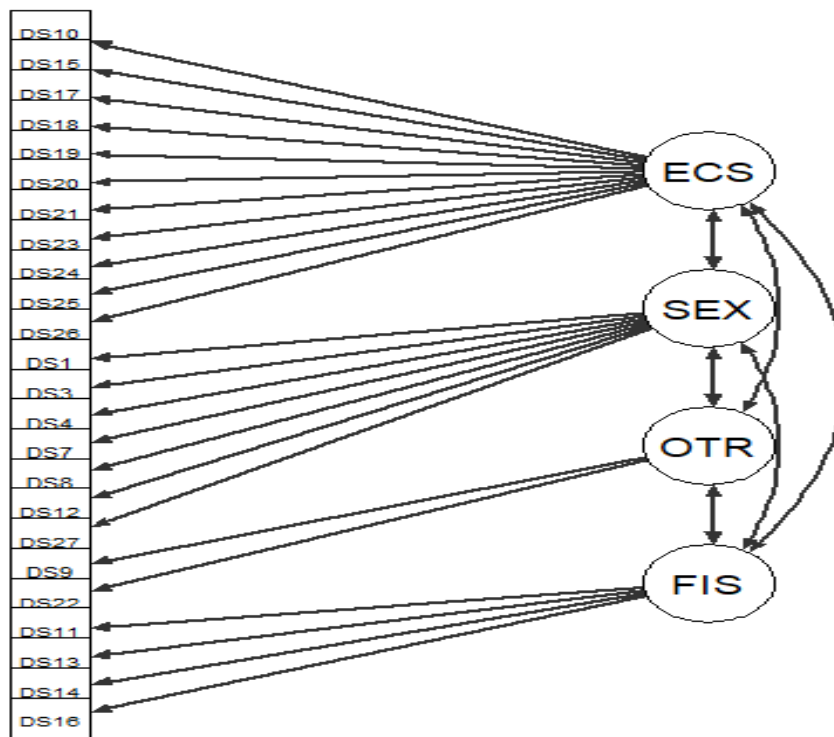 DS10
DS15
DS17
DS18
DS19
DS20
DS21
DS23
DS24
DS25
DS26
DS1
DS3
DS4
DS7
DS8
DS12
DS27
DS9
DS22
DS11
DS13
DS14
DS16
ECS
SEX
OTR
FIS